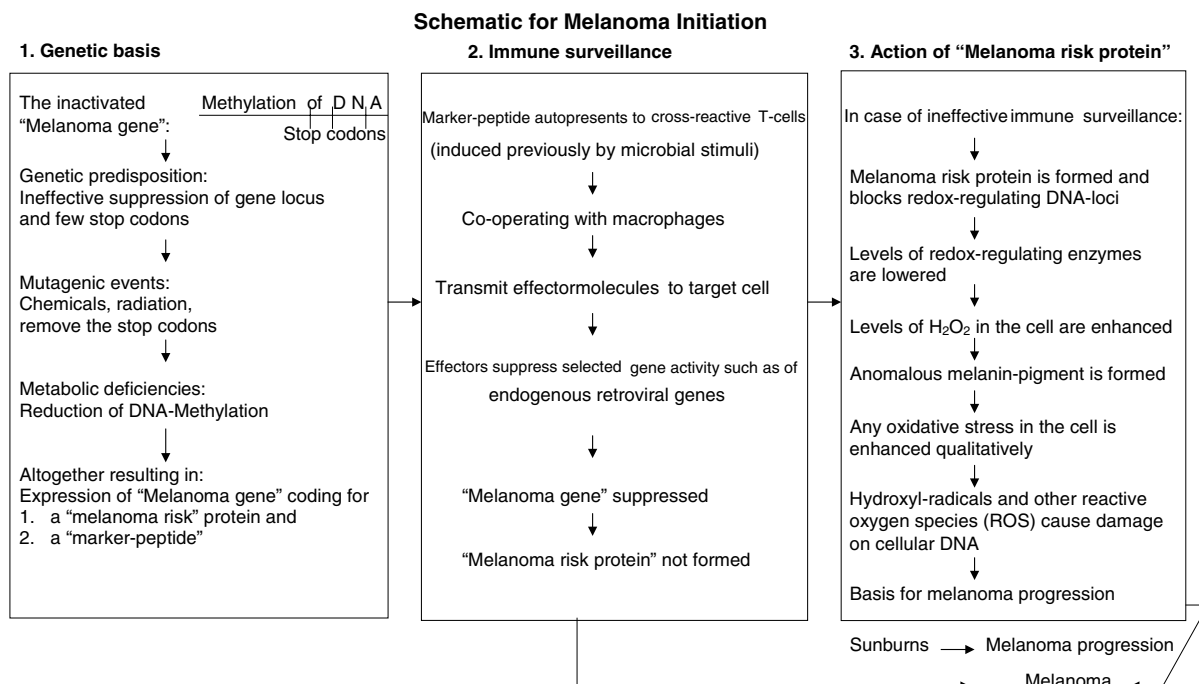 Schematic for Melanoma Initiation
1. Genetic basis
The inactivated
“Melanoma gene”:
Methylation of D N A
Stop codons
Genetic predisposition:
Ineffective suppression of gene locus
and few stop codons
Mutagenic events:
Chemicals, radiation,
remove the stop codons
Metabolic deficiencies:
Reduction of DNA-Methylation
Altogether resulting in:
Expression of “Melanoma gene” coding for
1. a “melanoma risk” protein and
2. a “marker-peptide”
2. Immune surveillance
Marker-peptide autopresents to cross-reactive T-cells
(induced previously by microbial stimuli)
Co-operating with macrophages
Transmit effectormolecules to target cell
Effectors suppress selected gene activity such as of
endogenous retroviral genes
“Melanoma gene” suppressed
“Melanoma risk protein” not formed
3. Action of “Melanoma risk protein”
In case of ineffective immune surveillance:
Melanoma risk protein is formed and
blocks redox-regulating DNA-loci
Levels of redox-regulating enzymes
are lowered
Levels of H₂O₂ in the cell are enhanced
Anomalous melanin-pigment is formed
Any oxidative stress in the cell is
enhanced qualitatively
Hydroxyl-radicals and other reactive
oxygen species (ROS) cause damage
on cellular DNA
Basis for melanoma progression
Sunburns
Melanoma progression
Melanoma